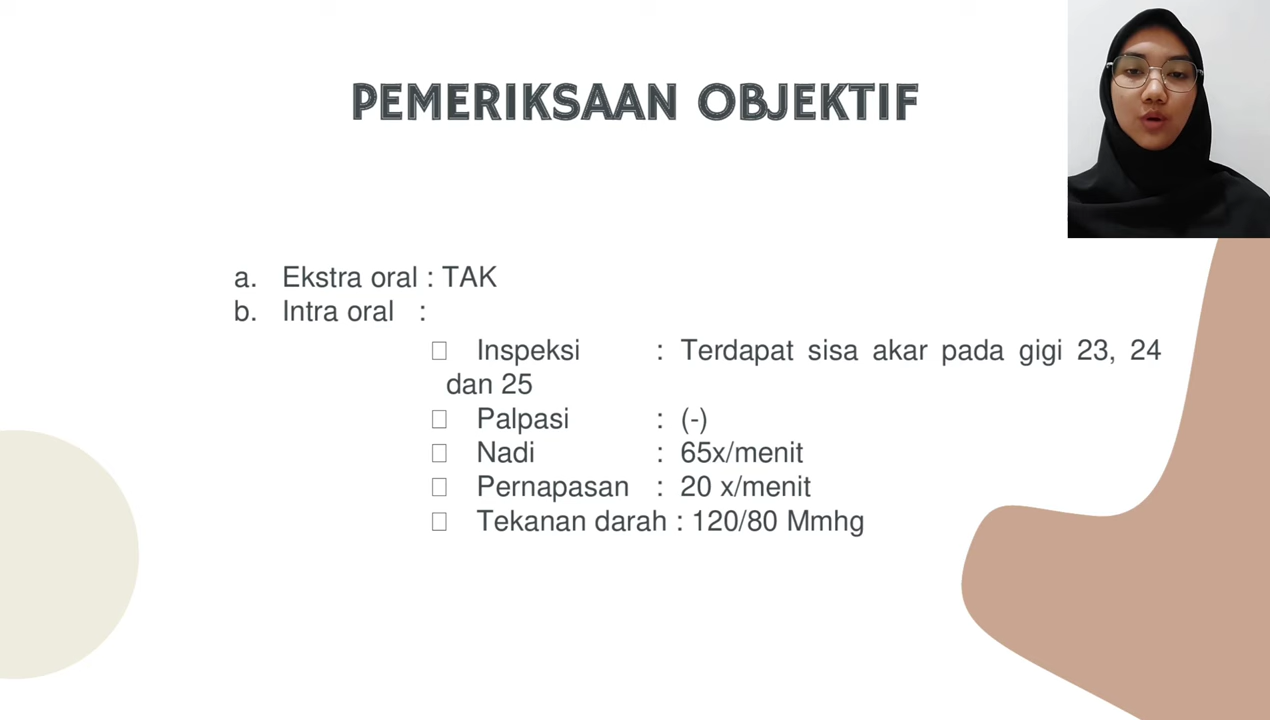 PEMERIKSAAN OBJEKTIF
a. Ekstra oral : TAK
b. Intra oral :
Inspeksi : Terdapat sisa akar pada gigi 23, 24
dan 25
Palpasi : (-)
Nadi : 65x/menit
Pernapasan : 20 x/menit
Tekanan darah : 120/80 Mmhg